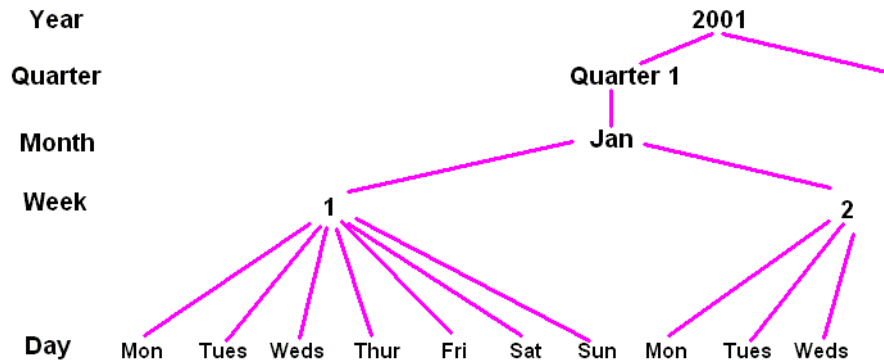 Year 2001
Quarter Quarter 1
Month Jan
Week 1 2
Day Mon Tues Weds Thur Fri Sat Sun Mon Tues Weds